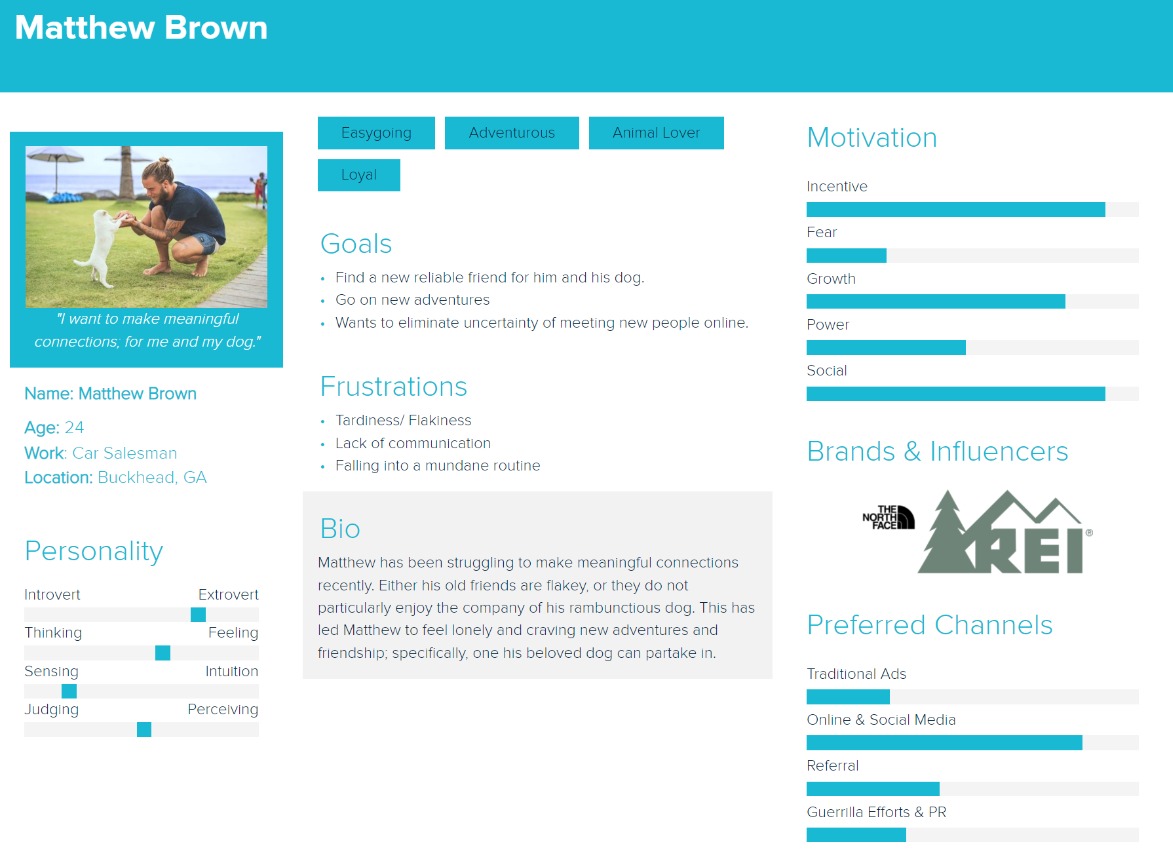 Matthew Brown
"I want to make meaningful
connections; for me and my dog."
Name: Matthew Brown
Age: 24
Work: Car Salesman
Location: Buckhead, GA
Personality
Introvert Extrovert
Thinking Feeling
Sensing Intuition
Judging Perceiving
Easygoing Adventurous Animal Lover
Loyal
Goals
• Find a new reliable friend for him and his dog.
• Go on new adventures
• Wants to eliminate uncertainty of meeting new people online.
Frustrations
• Tardiness/ Flakiness
• Lack of communication
• Falling into a mundane routine
Bio
Matthew has been struggling to make meaningful connections
recently. Either his old friends are flakey, or they do not
particularly enjoy the company of his rambunctious dog. This has
led Matthew to feel lonely and craving new adventures and
friendship; specifically, one his beloved dog can partake in.
Motivation
Incentive
Fear
Growth
Power
Social
Brands & Influencers
THE
NORTH
FACE
REI®
Preferred Channels
Traditional Ads
Online & Social Media
Referral
Guerrilla Efforts & PR